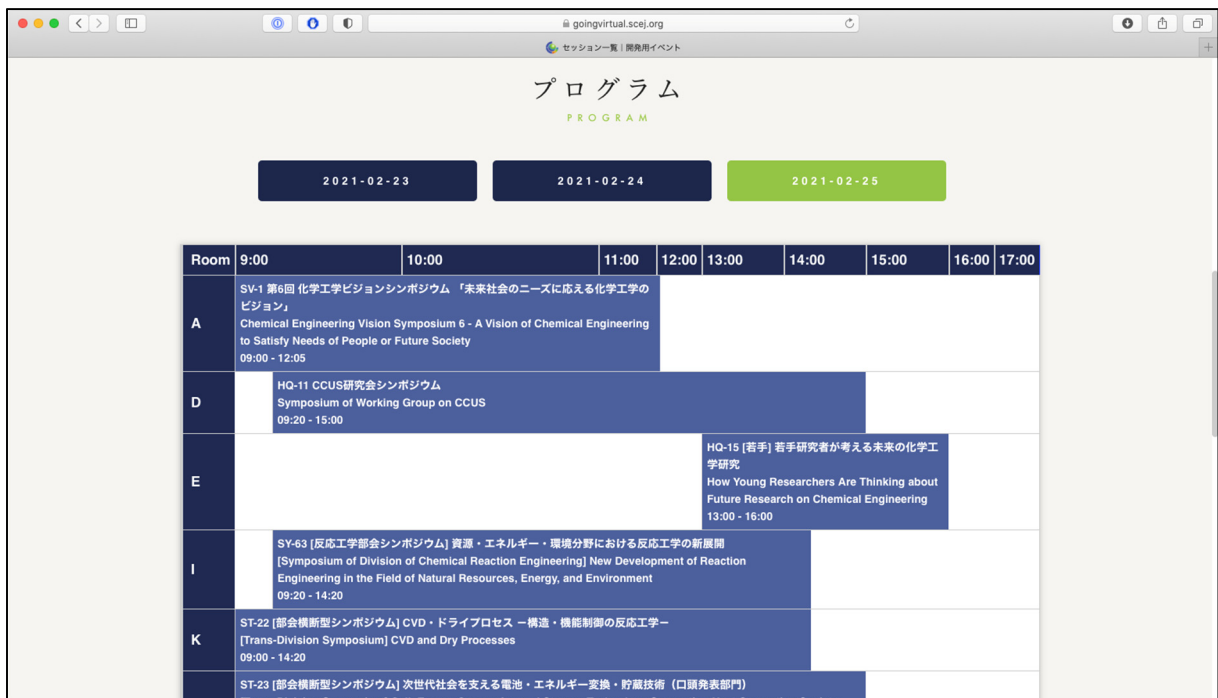 goingvirtual.scej.org
セッション一覧 | 開発用イベント
プログラム
PROGRAM
2021-02-23
2021-02-24
2021-02-25
Room 9:00 10:00 11:00 12:00 13:00 14:00 15:00 16:00 17:00
SV-1 第6回 化学工学ビジョンシンポジウム 「未来社会のニーズに応える化学工学の
ビジョン」
A
Chemical Engineering Vision Symposium 6 - A Vision of Chemical Engineering
to Satisfy Needs of People or Future Society
09:00 - 12:05
HQ-11 CCUS研究会シンポジウム
D
Symposium of Working Group on CCUS
09:20 - 15:00
HQ-15 [若手] 若手研究者が考える未来の化学工
学研究
E
How Young Researchers Are Thinking about
Future Research on Chemical Engineering
13:00 - 16:00
SY-63 [反応工学部会シンポジウム] 資源・エネルギー・環境分野における反応工学の新展開
I
[Symposium of Division of Chemical Reaction Engineering] New Development of Reaction
Engineering in the Field of Natural Resources, Energy, and Environment
09:20 - 14:20
ST-22 [部会横断型シンポジウム] CVD・ドライプロセス −構造・機能制御の反応工学−
K
[Trans-Division Symposium] CVD and Dry Processes
09:00 - 14:20
ST-23 [部会横断型シンポジウム] 次世代社会を支える電池・エネルギー変換・貯蔵技術（口頭発表部門）